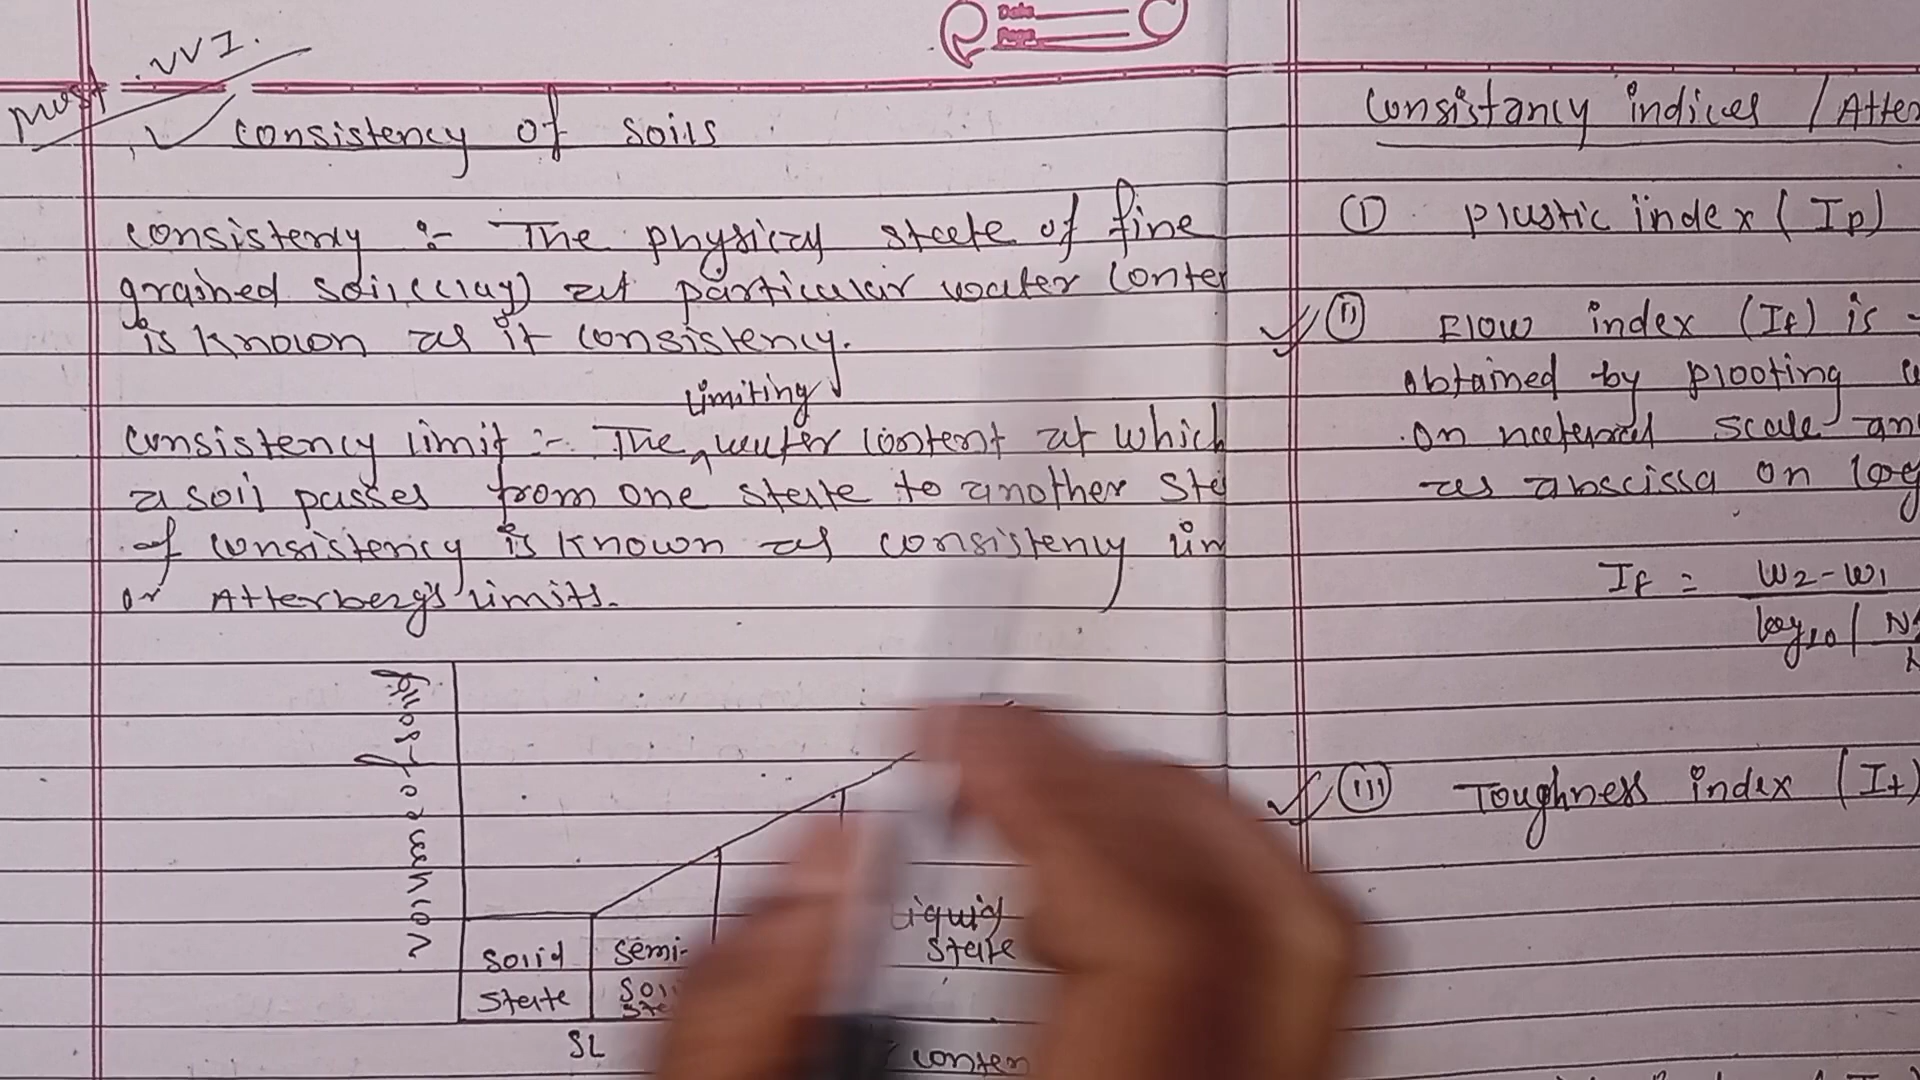 Date
Page
most .VVI.
Consistency of soils
Consistency :- The physical state of fine
grained soil (clay) at particular water conten
is known as it consistency.
limiting
Consistency limit :- The water content at which
a soil passes from one state to another sta
of consistency is known as consistency lim
or Atterberg's limits.
volume of soil
solid
state
semi-
liquid
state
SL
conten
Consistancy indices / Atter
(i) Plastic index (Ip)
(ii) Flow index (If) is
obtained by plooting
on natural scale an
as abscissa on log
If = w2-w1
log10 (N
(iii) Toughness index (It)